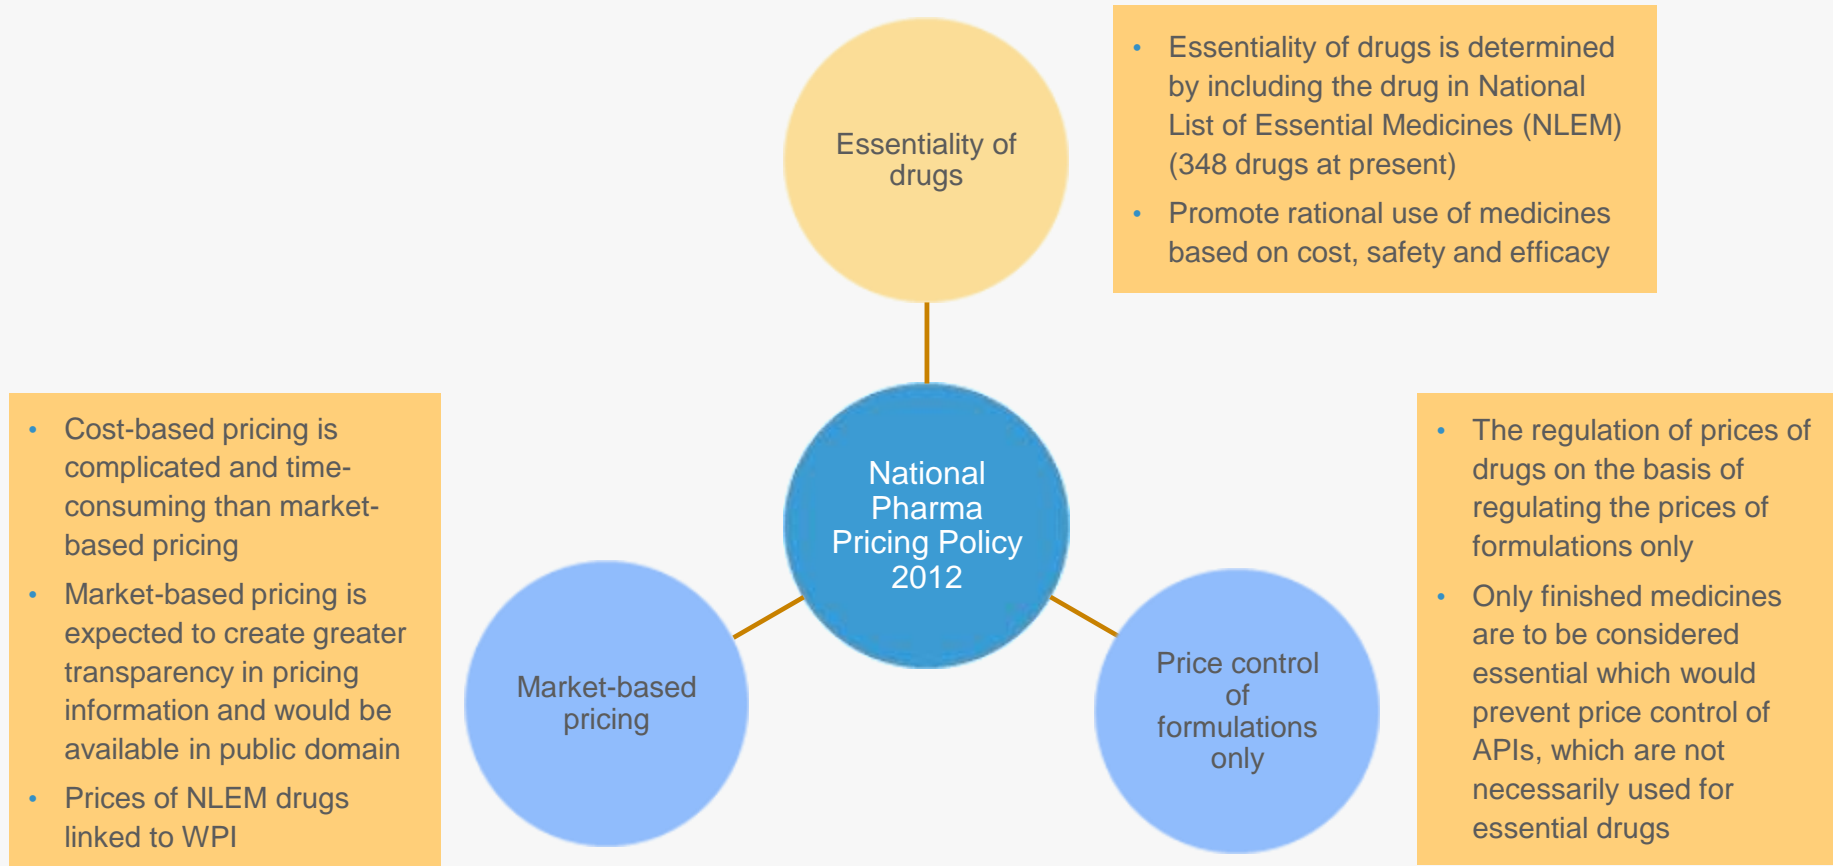 Essentiality of
drugs
• Essentiality of drugs is determined
by including the drug in National
List of Essential Medicines (NLEM)
(348 drugs at present)
• Promote rational use of medicines
based on cost, safety and efficacy
National
Pharma
Pricing Policy
2012
• Cost-based pricing is
complicated and time-
consuming than market-
based pricing
• Market-based pricing is
expected to create greater
transparency in pricing
information and would be
available in public domain
• Prices of NLEM drugs
linked to WPI
Market-based
pricing
Price control
of
formulations
only
• The regulation of prices of
drugs on the basis of
regulating the prices of
formulations only
• Only finished medicines
are to be considered
essential which would
prevent price control of
APIs, which are not
necessarily used for
essential drugs